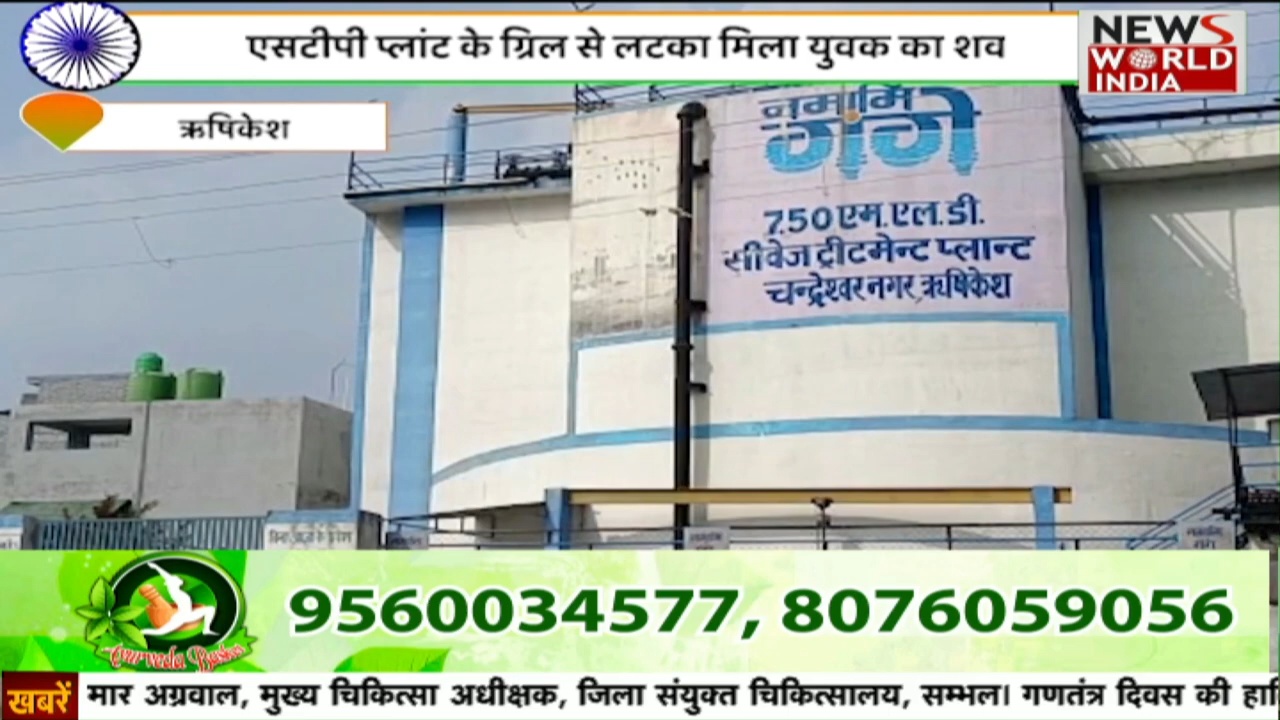 एसटीपी प्लांट के ग्रिल से लटका मिला युवक का शव
NEWS
WORLD
INDIA
ऋषिकेश
नमामि
गंगे
7.50 एम.एल.डी.
सीवेज ट्रीटमेन्ट प्लान्ट
चन्द्रेश्वर नगर, ऋषिकेश
9560034577, 8076059056
Ayurveda
खबरें
मार अग्रवाल, मुख्य चिकित्सा अधीक्षक, जिला संयुक्त चिकित्सालय, सम्भल। गणतंत्र दिवस की हा